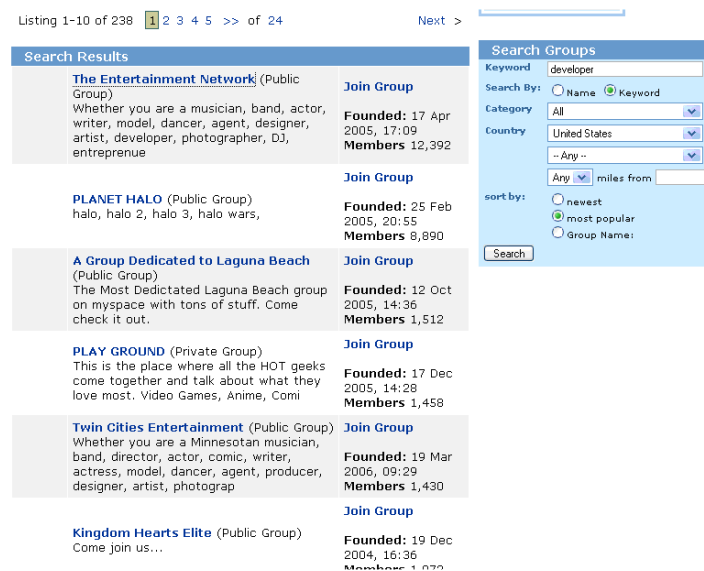 Listing 1-10 of 238 1 2 3 4 5 >> of 24 Next >
Search Results
The Entertainment Network (Public
Group)
Whether you are a musician, band, actor,
writer, model, dancer, agent, designer,
artist, developer, photographer, DJ,
entreprenue
Join Group
Founded: 17 Apr
2005, 17:09
Members 12,392
PLANET HALO (Public Group)
halo, halo 2, halo 3, halo wars,
Join Group
Founded: 25 Feb
2005, 20:55
Members 8,890
A Group Dedicated to Laguna Beach
(Public Group)
The Most Dedictated Laguna Beach group
on myspace with tons of stuff. Come
check it out.
Join Group
Founded: 12 Oct
2005, 14:36
Members 1,512
PLAY GROUND (Private Group)
This is the place where all the HOT geeks
come together and talk about what they
love most. Video Games, Anime, Comi
Join Group
Founded: 17 Dec
2005, 14:28
Members 1,458
Twin Cities Entertainment (Public Group)
Whether you are a Minnesotan musician,
band, director, actor, comic, writer,
actress, model, dancer, agent, producer,
designer, artist, photograp
Join Group
Founded: 19 Mar
2006, 09:29
Members 1,430
Kingdom Hearts Elite (Public Group)
Come join us...
Join Group
Founded: 19 Dec
2004, 16:36
Members 1,072
Search Groups
Keyword developer
Search By: Name Keyword
Category All
Country United States
-- Any --
Any miles from
sort by: newest
most popular
Group Name:
Search